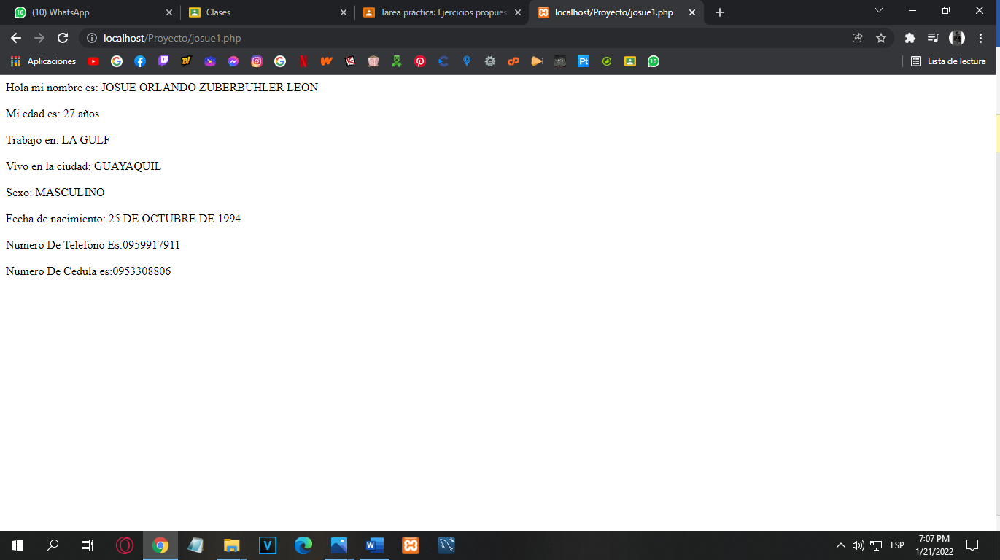 (10) WhatsApp
Clases
Tarea práctica: Ejercicios propues
localhost/Proyecto/josue1.php
localhost/Proyecto/josue1.php
Aplicaciones
Lista de lectura
Hola mi nombre es: JOSUE ORLANDO ZUBERBUHLER LEON
Mi edad es: 27 años
Trabajo en: LA GULF
Vivo en la ciudad: GUAYAQUIL
Sexo: MASCULINO
Fecha de nacimiento: 25 DE OCTUBRE DE 1994
Numero De Telefono Es:0959917911
Numero De Cedula es:0953308806
ESP
7:07 PM
1/21/2022